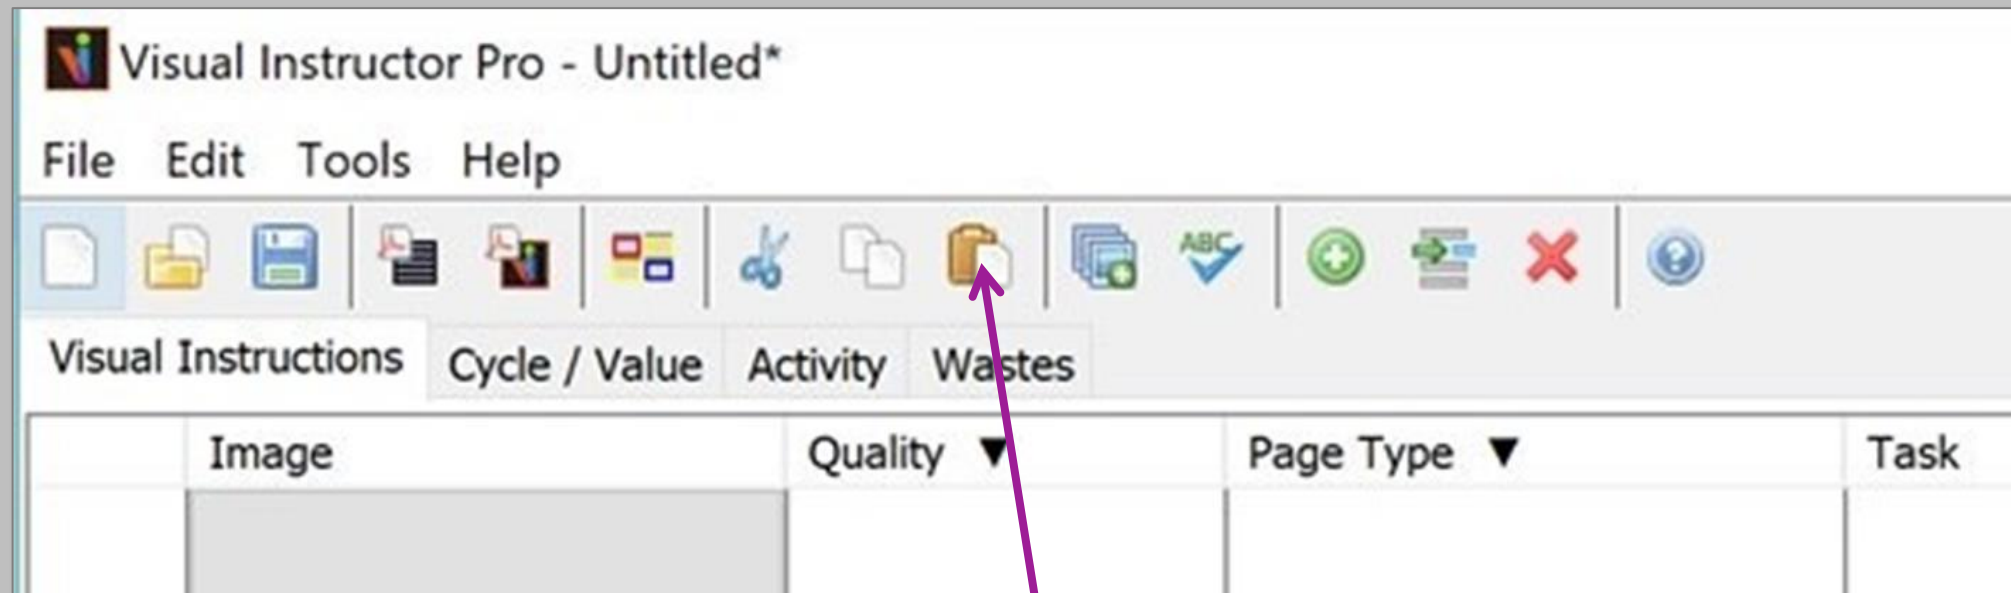 Visual Instructor Pro - Untitled*
File Edit Tools Help
ABC
Visual Instructions Cycle / Value Activity Wastes
Image Quality ▼ Page Type ▼ Task